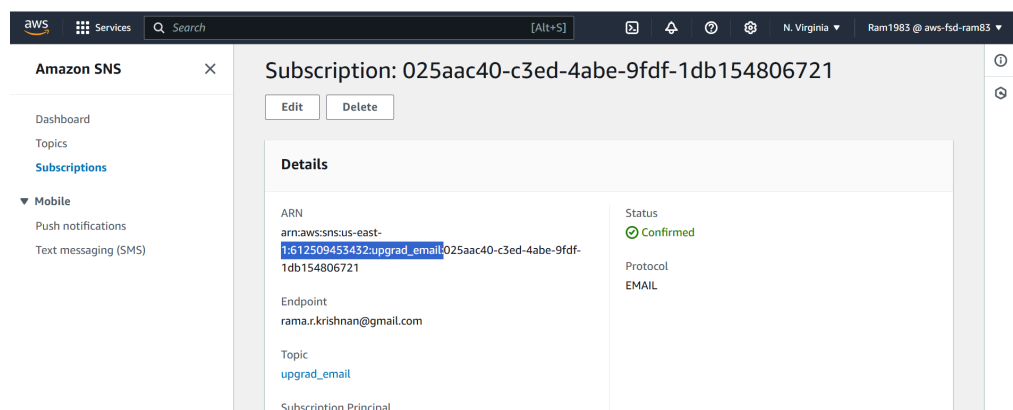 aws
Services
Search
[Alt+S]
N. Virginia
Ram1983 @ aws-fsd-ram83
Amazon SNS
Dashboard
Topics
Subscriptions
Mobile
Push notifications
Text messaging (SMS)
Subscription: 025aac40-c3ed-4abe-9fdf-1db154806721
Edit
Delete
Details
ARN
arn:aws:sns:us-east-
1:612509453432:upgrad_email:025aac40-c3ed-4abe-9fdf-
1db154806721
Endpoint
rama.r.krishnan@gmail.com
Topic
upgrad_email
Subscription Principal
Status
Confirmed
Protocol
EMAIL